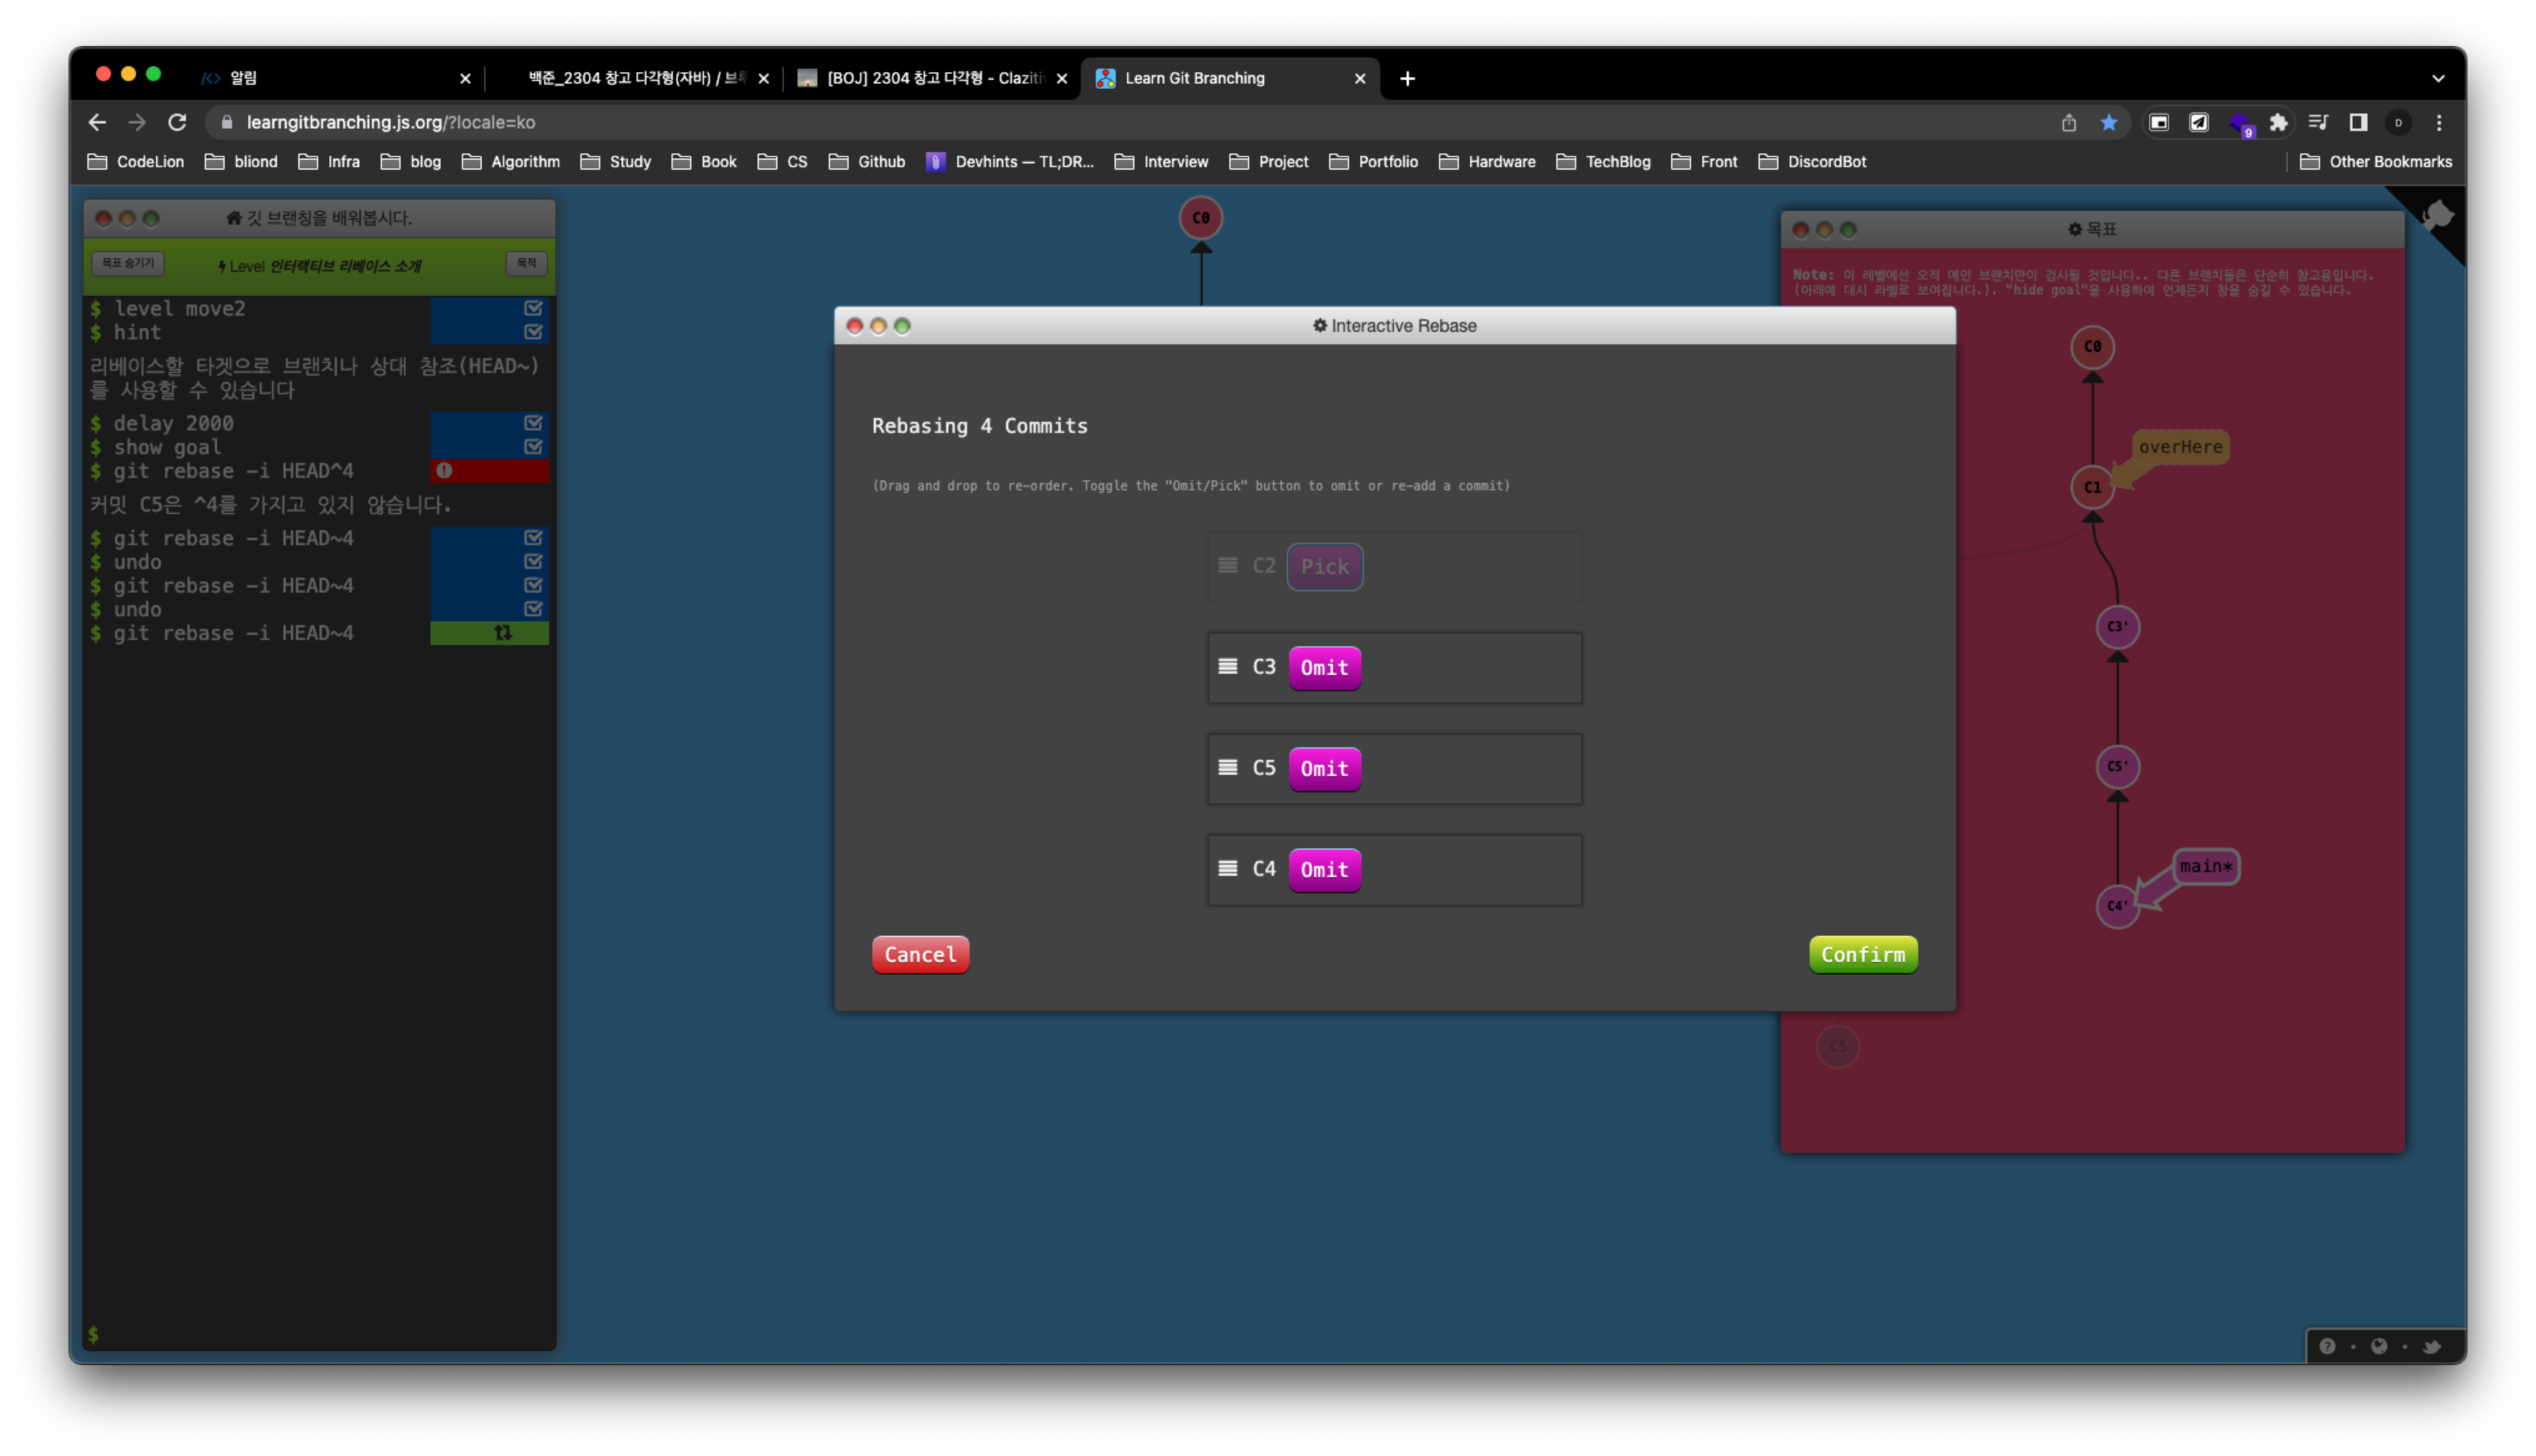 알림
백준_2304 창고 다각형(자바) / 브루
[BOJ] 2304 창고 다각형 - Clazitiv
Learn Git Branching
learngitbranching.js.org/?locale=ko
9
D
CodeLion
bliond
Infra
blog
Algorithm
Study
Book
CS
Github
Devhints — TL;DR...
Interview
Project
Portfolio
Hardware
TechBlog
Front
DiscordBot
Other Bookmarks
깃 브랜칭을 배워봅시다.
목표 숨기기
Level 인터랙티브 리베이스 소개
목적
$ level move2
$ hint
리베이스할 타겟으로 브랜치나 상대 참조(HEAD~)
를 사용할 수 있습니다
$ delay 2000
$ show goal
$ git rebase -i HEAD^4
커밋 C5은 ^4를 가지고 있지 않습니다.
$ git rebase -i HEAD~4
$ undo
$ git rebase -i HEAD~4
$ undo
$ git rebase -i HEAD~4
$
C0
Interactive Rebase
Rebasing 4 Commits
(Drag and drop to re-order. Toggle the "Omit/Pick" button to omit or re-add a commit)
C2 Pick
C3 Omit
C5 Omit
C4 Omit
Cancel
Confirm
목표
Note: 이 레벨에선 오직 메인 브랜치만이 검사될 것입니다.. 다른 브랜치들은 단순히 참고용입니다.
(아래에 대시 라벨로 보여집니다.). "hide goal"을 사용하여 언제든지 창을 숨길 수 있습니다.
C0
overHere
C1
C3'
C5'
main*
C4'
C5